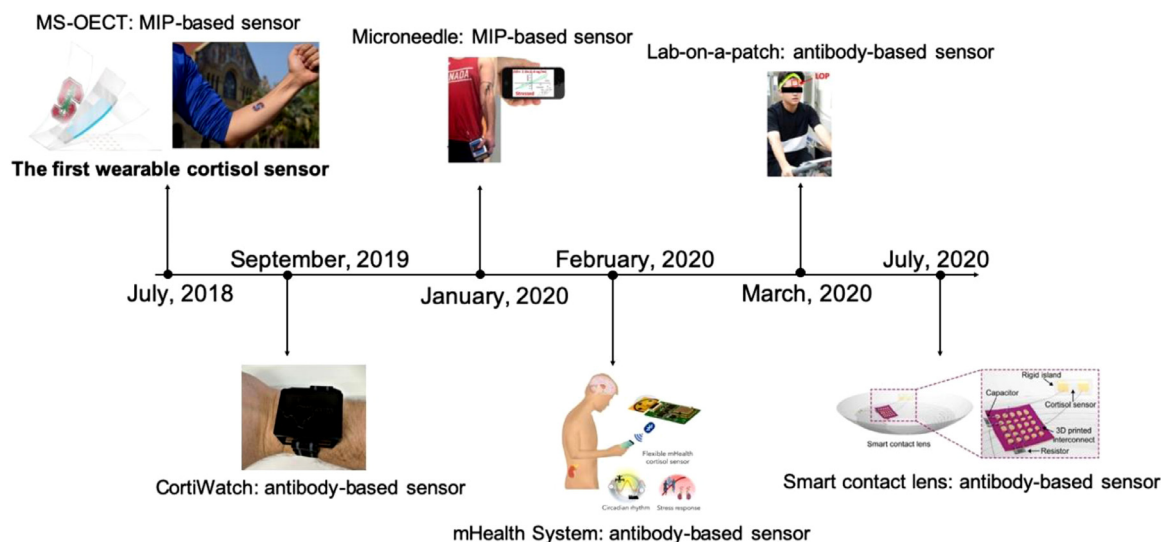 MS-OECT: MIP-based sensor
The first wearable cortisol sensor
Microneedle: MIP-based sensor
Lab-on-a-patch: antibody-based sensor
LOP
September, 2019
February, 2020
July, 2020
July, 2018
January, 2020
March, 2020
CortiWatch: antibody-based sensor
Flexible mHealth
cortisol sensor
Circadian rhythm
Stress response
mHealth System: antibody-based sensor
Smart contact lens
Rigid island
Capacitor
Cortisol sensor
3D printed
Interconnect
Resistor
Smart contact lens: antibody-based sensor